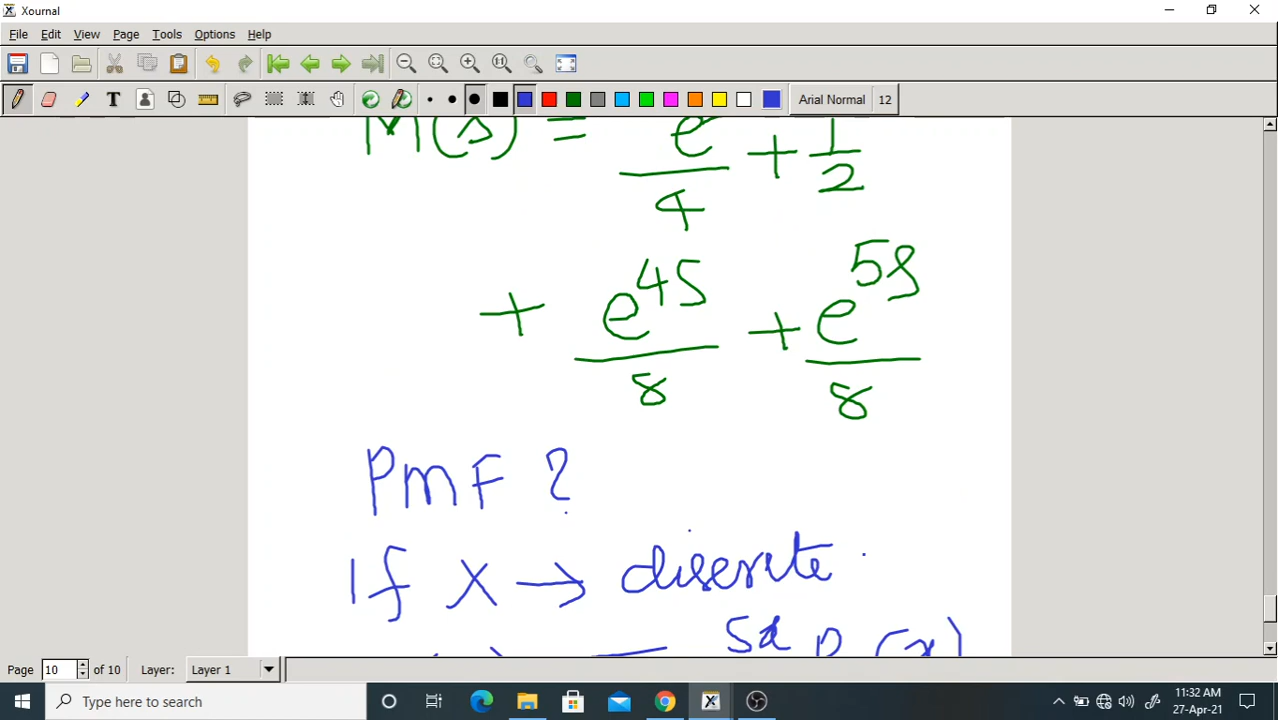 Xournal
File Edit View Page Tools Options Help
Arial Normal 12
M(s) = e/4 + 1/2
+ e^4s/8 + e^5s/8
PmF ?
If X → discrete
sx P (x)
Page 10 of 10 Layer: Layer 1
Type here to search
11:32 AM
27-Apr-21